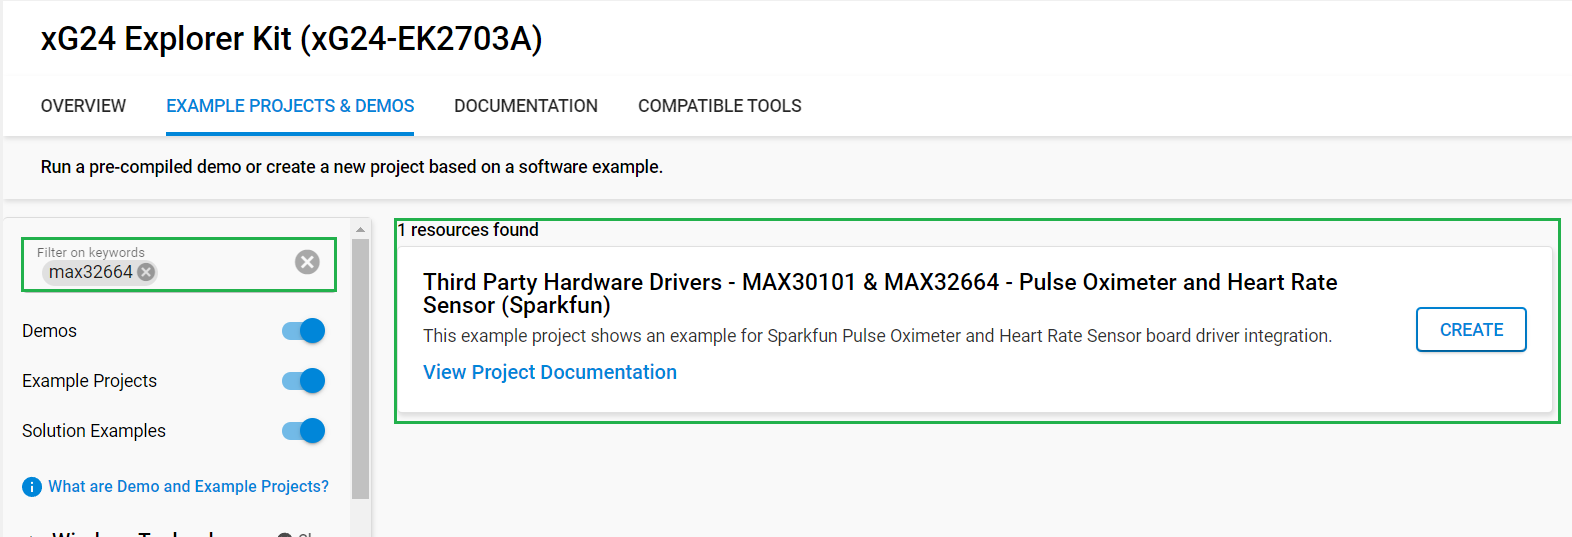 xG24 Explorer Kit (xG24-EK2703A)
OVERVIEW
EXAMPLE PROJECTS & DEMOS
DOCUMENTATION
COMPATIBLE TOOLS
Run a pre-compiled demo or create a new project based on a software example.
Filter on keywords
max32664
Demos
Example Projects
Solution Examples
What are Demo and Example Projects?
1 resources found
Third Party Hardware Drivers - MAX30101 & MAX32664 - Pulse Oximeter and Heart Rate
Sensor (Sparkfun)
This example project shows an example for Sparkfun Pulse Oximeter and Heart Rate Sensor board driver integration.
View Project Documentation
CREATE